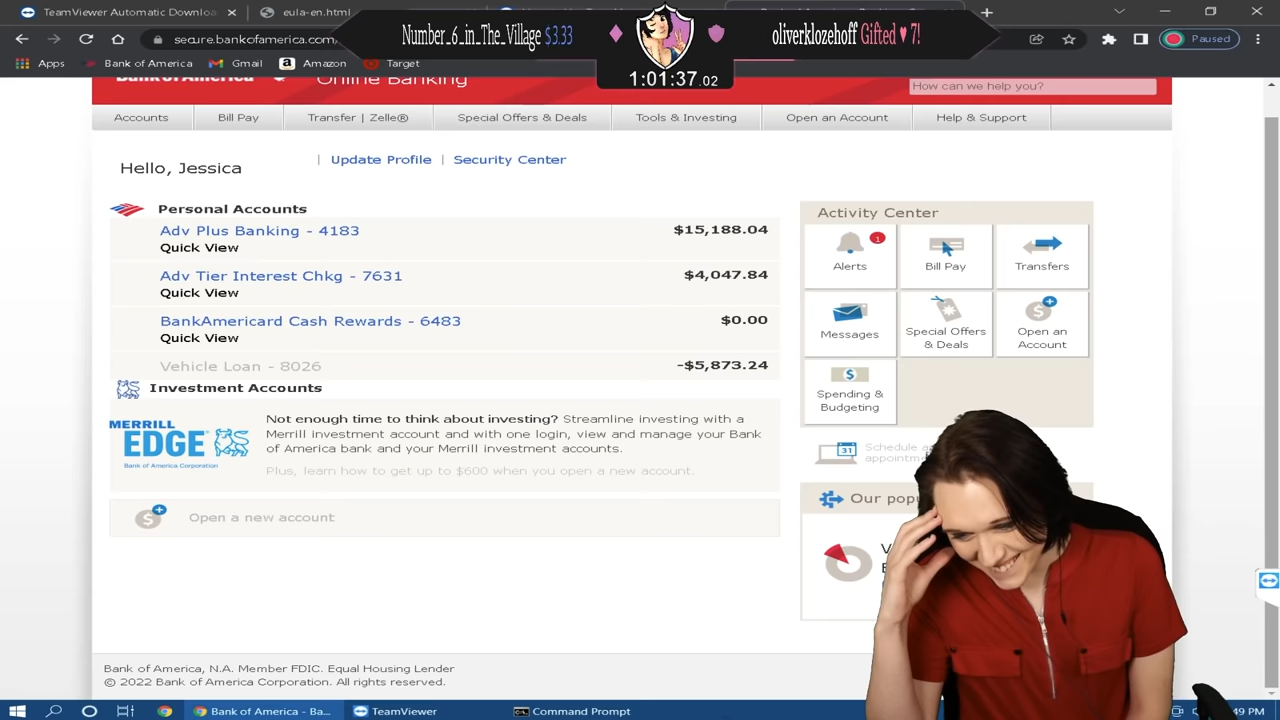 TeamViewer Remote Access
eula-en.html
Number_6_in_The_Village $3.33
oliverklozehoff Gifted ♥ 7!
secure.bankofamerica.com
Paused
1:01:37.02
Apps
Bank of America
Gmail
Amazon
Target
Bank of America
Online Banking
How can we help you?
Accounts
Bill Pay
Transfer | Zelle®
Special Offers & Deals
Tools & Investing
Open an Account
Help & Support
Hello, Jessica
| Update Profile | Security Center
Personal Accounts
Adv Plus Banking - 4183 $15,188.04
Quick View
Adv Tier Interest Chkg - 7631 $4,047.84
Quick View
BankAmericard Cash Rewards - 6483 $0.00
Quick View
Vehicle Loan - 8026 -$5,873.24
Investment Accounts
MERRILL
EDGE
Bank of America Corporation
Not enough time to think about investing? Streamline investing with a
Merrill investment account and with one login, view and manage your Bank
of America bank and your Merrill investment accounts.
Plus, learn how to get up to $600 when you open a new account.
Open a new account
Activity Center
1
Alerts
Bill Pay
Transfers
Messages
Special Offers
& Deals
Open an
Account
Spending &
Budgeting
31
Schedule
Our
Bank of America, N.A. Member FDIC. Equal Housing Lender
© 2022 Bank of America Corporation. All rights reserved.
Bank of America - Ba...
TeamViewer
Command Prompt
:49 PM